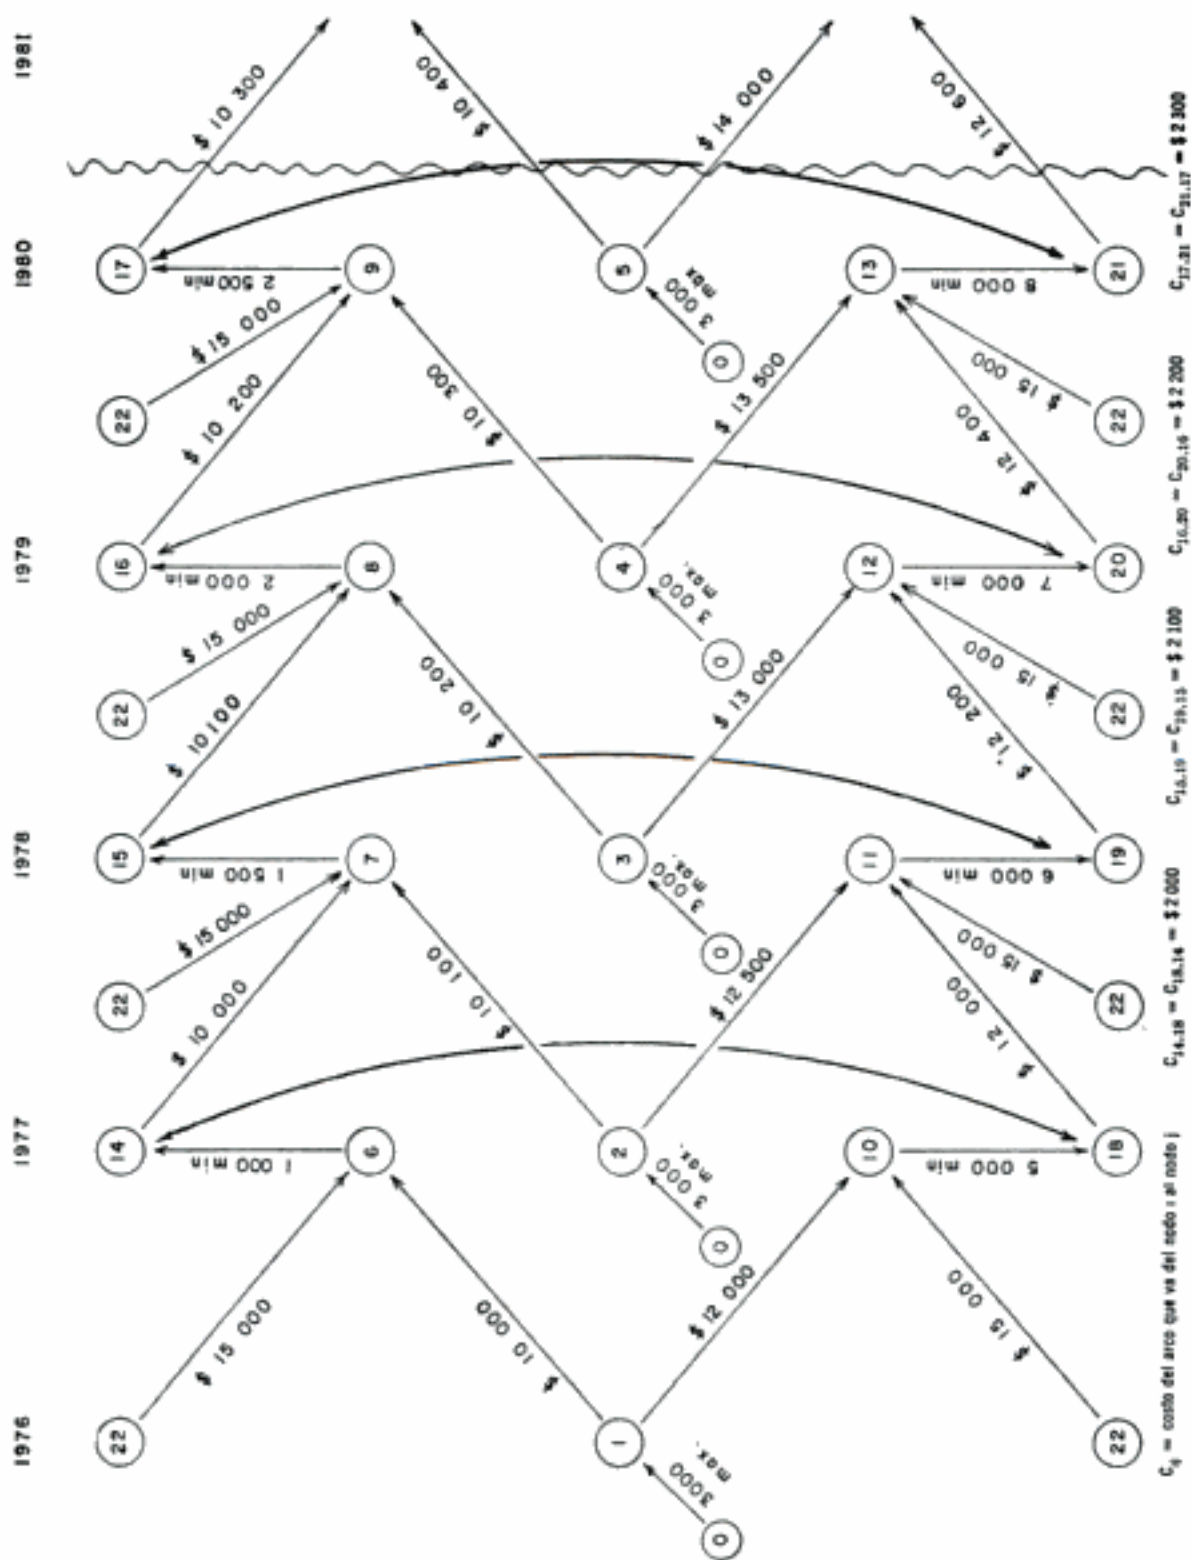 1976 1977 1978 1979 1980 1981
22 14 22 15 22 16 22 17
$ 15 000
1 000 min
$ 10 000
$ 15 000
1 500 min
$ 10 100
$ 15 000
2 000 min
$ 10 200
$ 15 000
2 500 min
$ 10 300
6 7 8 9
$ 10 000
$ 10 100
$ 10 200
$ 10 300
$ 10 400
1 2 3 4 5
3000 max.
3 000 max.
3 000 max.
3 000 max.
3 000 max
0 0 0 0 0
$ 12 000
$ 12 500
$ 13 000
$ 13 500
$ 14 000
10 11 12 13
$ 15 000
5 000 min
$ 12 000
$ 15 000
6 000 min
$ 12 200
$ 15 000
7 000 min
$ 12 400
$ 15 000
8 000 min
$ 12 600
22 18 22 19 22 20 22 21
Cij = costo del arco que va del nodo i al nodo j
C14,18 = C18,14 = $ 2 000
C15,19 = C19,15 = $ 2 100
C16,20 = C20,16 = $ 2 200
C17,21 = C21,17 = $ 2 300